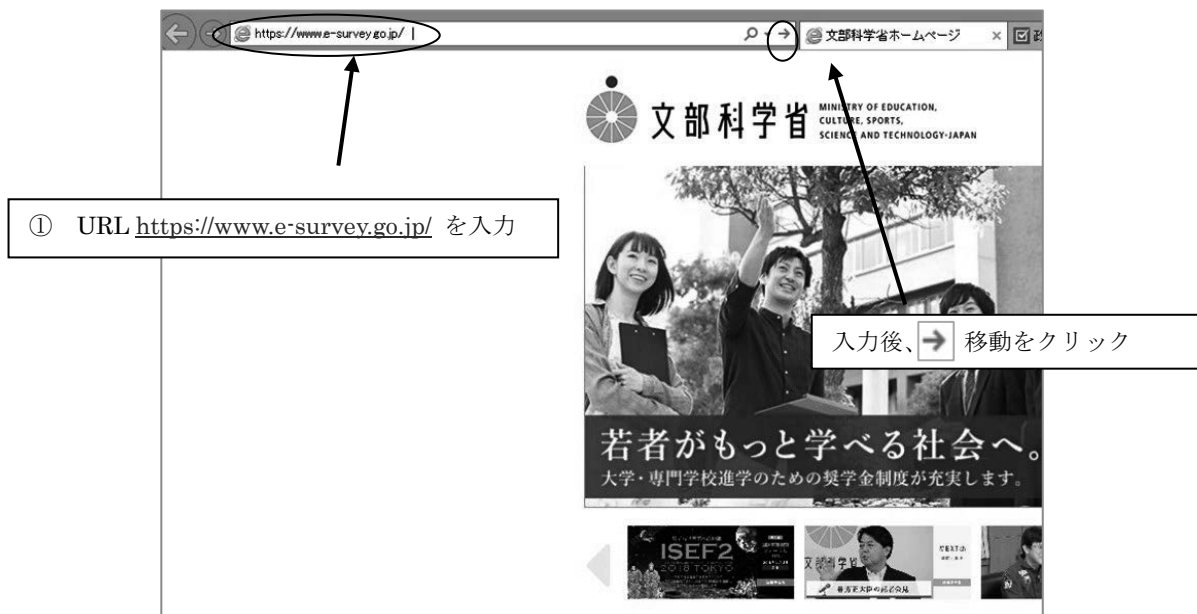 https://www.e-survey.go.jp/
文部科学省ホームページ
文部科学省
MINISTRY OF EDUCATION,
CULTURE, SPORTS,
SCIENCE AND TECHNOLOGY-JAPAN
① URL https://www.e-survey.go.jp/ を入力
入力後、→ 移動をクリック
若者がもっと学べる社会へ。
大学・専門学校進学のための奨学金制度が充実します。
ISEF2
2018 TOKYO
文部科学省